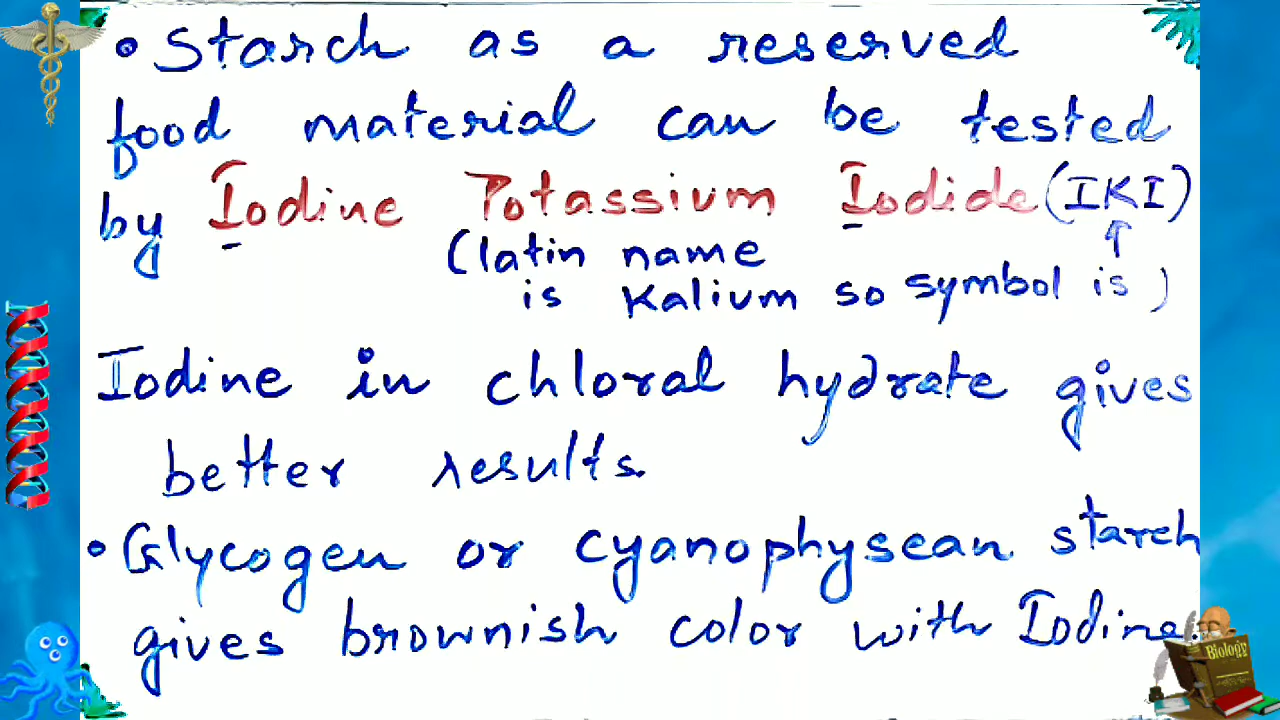 • Starch as a reserved
food material can be tested
by Iodine Potassium Iodide (IKI)
(latin name ↑
is Kalium so symbol is )
Iodine in chloral hydrate gives
better results.
• Glycogen or cyanophysean starch
gives brownish color with Iodine.
Biology